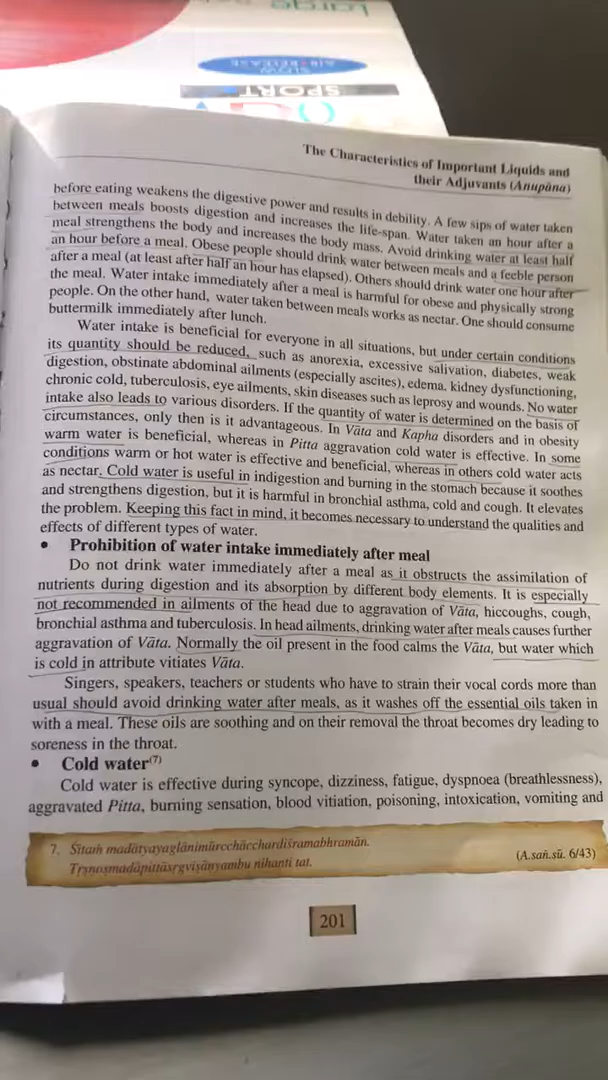 Large
SLOW
AIR-RELEASE
SPORT
The Characteristics of Important Liquids and
their Adjuvants (Anupāna)
before eating weakens the digestive power and results in debility. A few sips of water taken
between meals boosts digestion and increases the life-span. Water taken an hour after a
meal strengthens the body and increases the body mass. Avoid drinking water at least half
an hour before a meal. Obese people should drink water between meals and a feeble person
after a meal (at least after half an hour has elapsed). Others should drink water one hour after
the meal. Water intake immediately after a meal is harmful for obese and physically strong
people. On the other hand, water taken between meals works as nectar. One should consume
buttermilk immediately after lunch.
Water intake is beneficial for everyone in all situations, but under certain conditions
its quantity should be reduced, such as anorexia, excessive salivation, diabetes, weak
digestion, obstinate abdominal ailments (especially ascites), edema, kidney dysfunctioning,
chronic cold, tuberculosis, eye ailments, skin diseases such as leprosy and wounds. No water
intake also leads to various disorders. If the quantity of water is determined on the basis of
circumstances, only then is it advantageous. In Vāta and Kapha disorders and in obesity
warm water is beneficial, whereas in Pitta aggravation cold water is effective. In some
conditions warm or hot water is effective and beneficial, whereas in others cold water acts
as nectar. Cold water is useful in indigestion and burning in the stomach because it soothes
and strengthens digestion, but it is harmful in bronchial asthma, cold and cough. It elevates
the problem. Keeping this fact in mind, it becomes necessary to understand the qualities and
effects of different types of water.
• Prohibition of water intake immediately after meal
Do not drink water immediately after a meal as it obstructs the assimilation of
nutrients during digestion and its absorption by different body elements. It is especially
not recommended in ailments of the head due to aggravation of Vāta, hiccoughs, cough,
bronchial asthma and tuberculosis. In head ailments, drinking water after meals causes further
aggravation of Vāta. Normally the oil present in the food calms the Vāta, but water which
is cold in attribute vitiates Vāta.
Singers, speakers, teachers or students who have to strain their vocal cords more than
usual should avoid drinking water after meals, as it washes off the essential oils taken in
with a meal. These oils are soothing and on their removal the throat becomes dry leading to
soreness in the throat.
• Cold water(7)
Cold water is effective during syncope, dizziness, fatigue, dyspnoea (breathlessness),
aggravated Pitta, burning sensation, blood vitiation, poisoning, intoxication, vomiting and
7. Śītaṁ madātyayaglānimūrcchācchardiśramabhramān.
Tṛṣṇoṣmadāpittāsṛgviṣāṇyambu nihanti tat.
(A.saṅ.sū. 6/43)
201